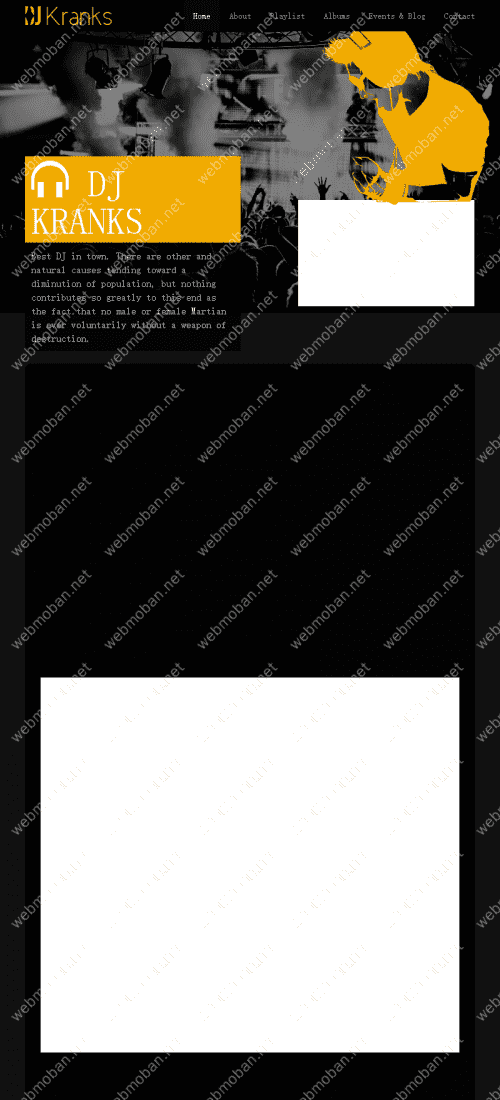 DJ Kranks
Home About Playlist Albums Events & Blog Contact
DJ
KRANKS
Best DJ in town. There are other and
natural causes tending toward a
diminution of population, but nothing
contributes so greatly to this end as
the fact that no male or female Martian
is ever voluntarily without a weapon of
destruction.
webmoban.net